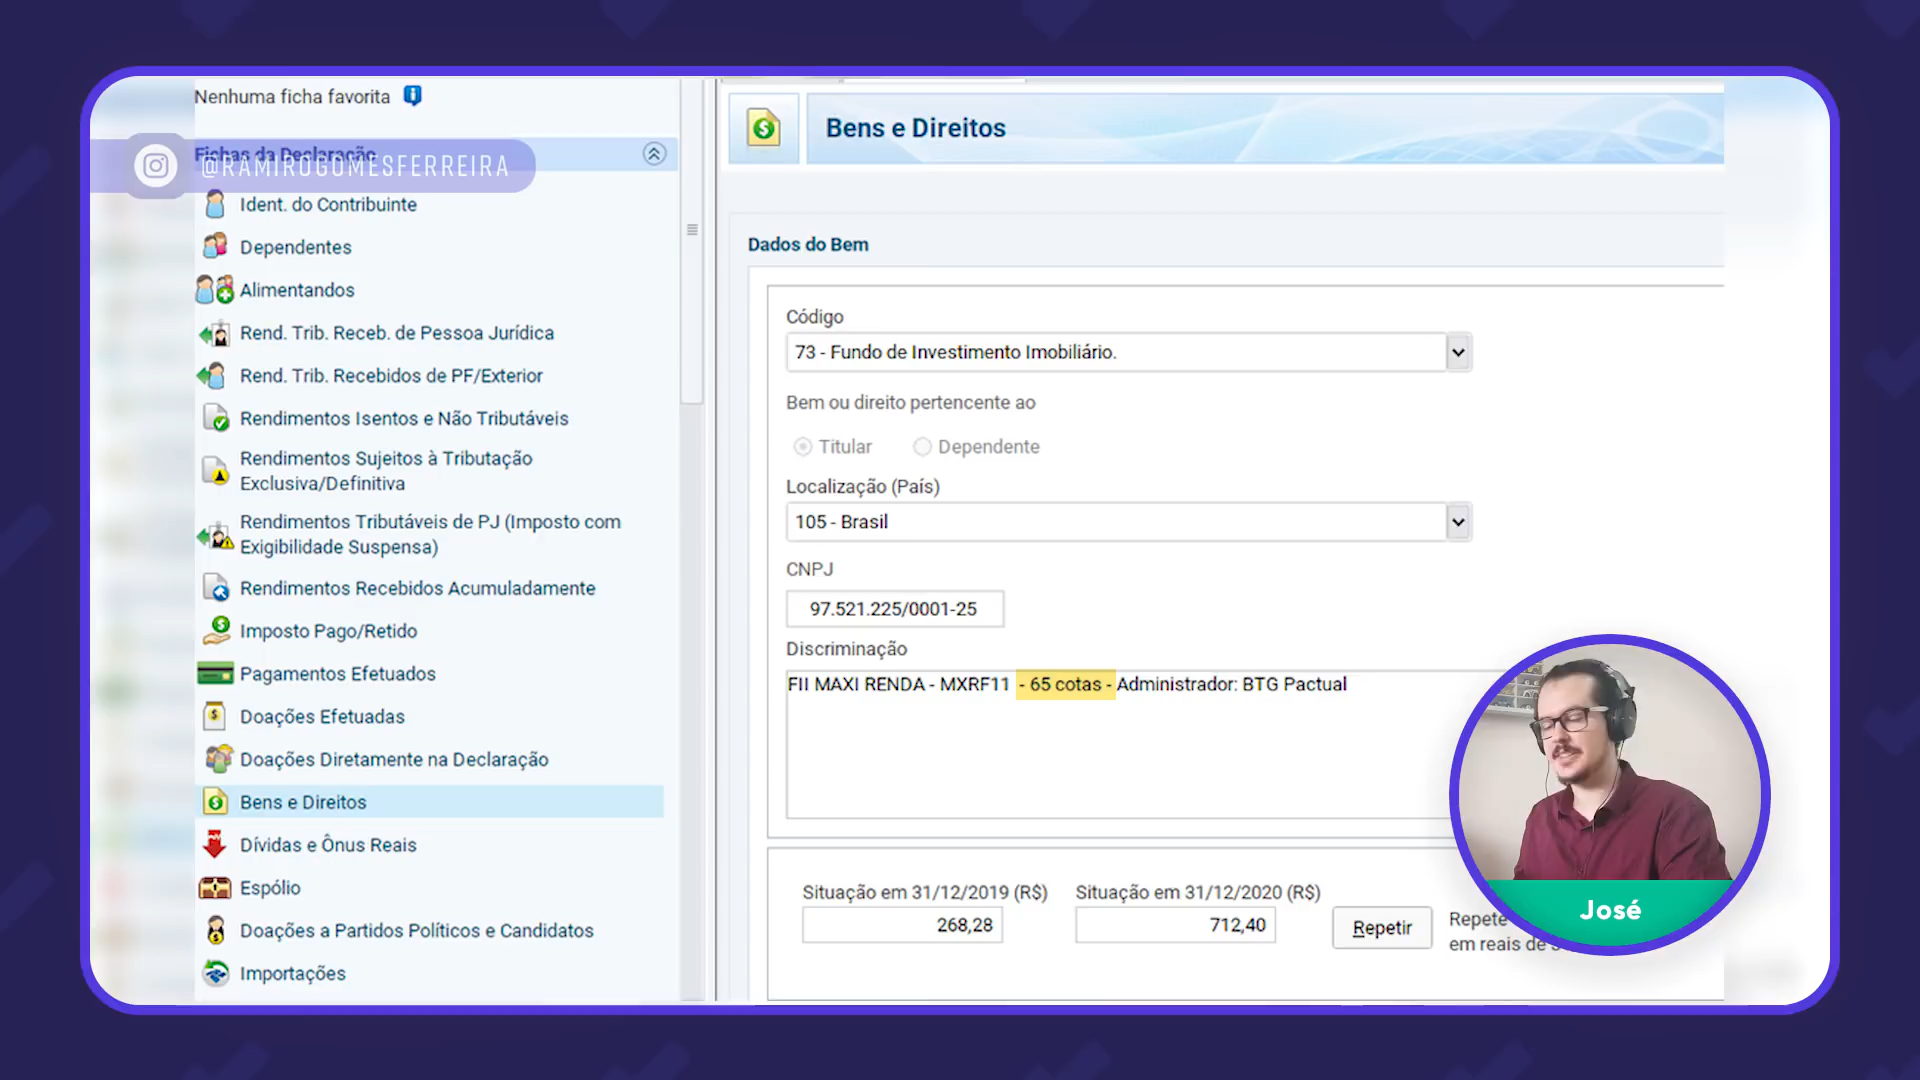 Nenhuma ficha favorita
Fichas da Declaração
@RAMIROGOMESFERREIRA
Ident. do Contribuinte
Dependentes
Alimentandos
Rend. Trib. Receb. de Pessoa Jurídica
Rend. Trib. Recebidos de PF/Exterior
Rendimentos Isentos e Não Tributáveis
Rendimentos Sujeitos à Tributação
Exclusiva/Definitiva
Rendimentos Tributáveis de PJ (Imposto com
Exigibilidade Suspensa)
Rendimentos Recebidos Acumuladamente
Imposto Pago/Retido
Pagamentos Efetuados
Doações Efetuadas
Doações Diretamente na Declaração
Bens e Direitos
Dívidas e Ônus Reais
Espólio
Doações a Partidos Políticos e Candidatos
Importações
Bens e Direitos
Dados do Bem
Código
73 - Fundo de Investimento Imobiliário.
Bem ou direito pertencente ao
Titular Dependente
Localização (País)
105 - Brasil
CNPJ
97.521.225/0001-25
Discriminação
FII MAXI RENDA - MXRF11 - 65 cotas - Administrador: BTG Pactual
Situação em 31/12/2019 (R$) Situação em 31/12/2020 (R$)
268,28 712,40
Repetir
Repete
em reais de
José